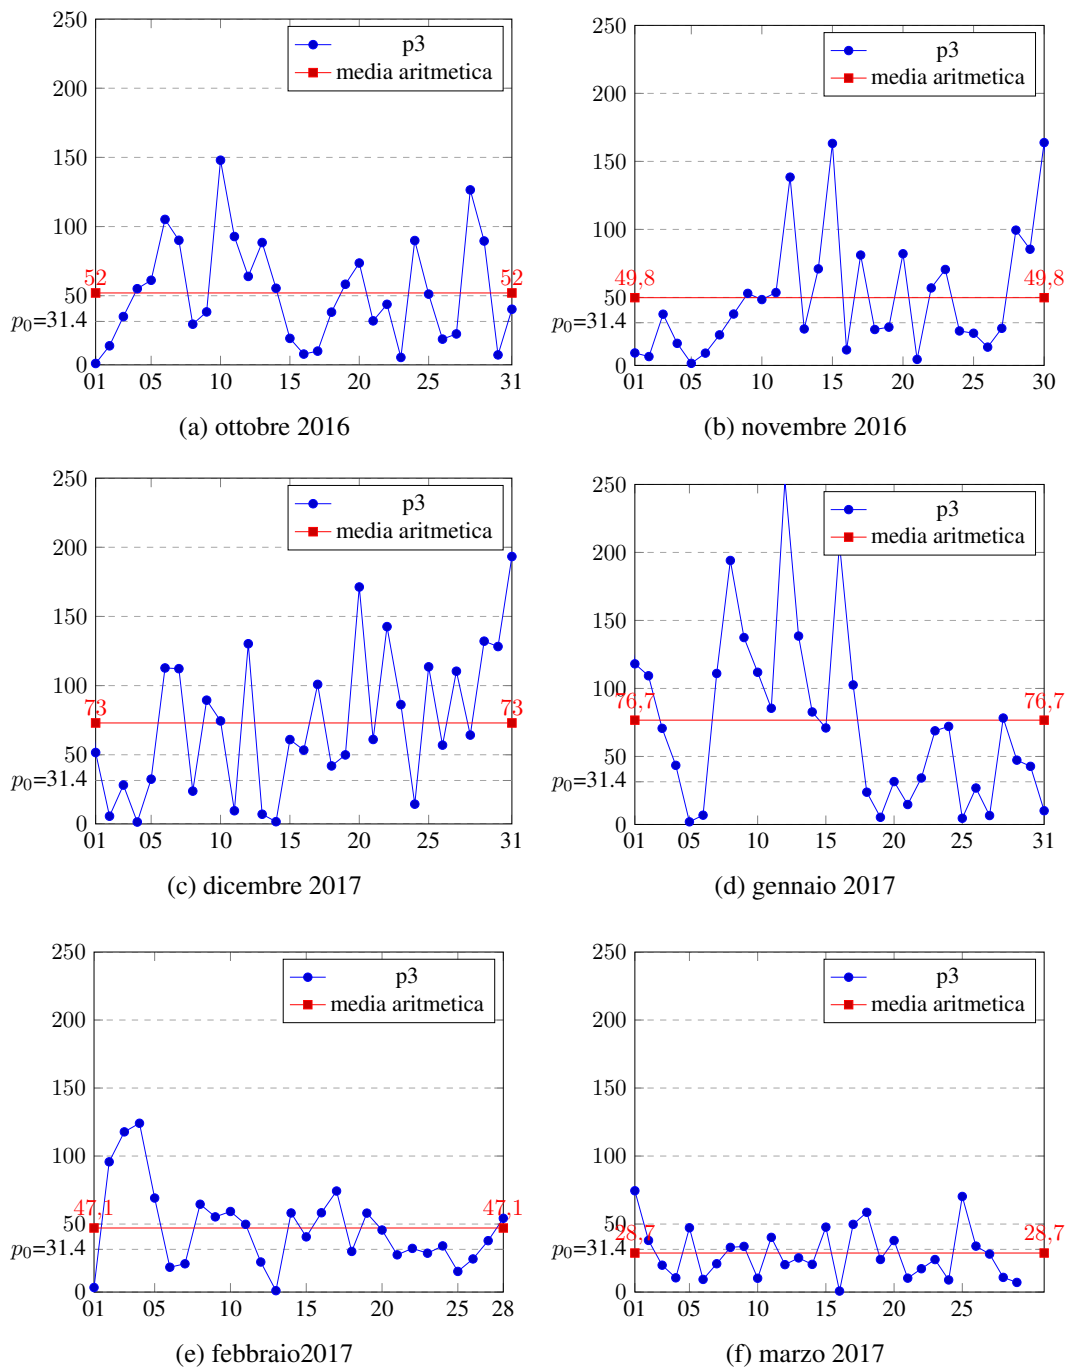 250
200
150
100
50
p0=31.4
0
01 05 10 15 20 25 31
p3
media aritmetica
52 52
(a) ottobre 2016
250
200
150
100
50
p0=31.4
0
01 05 10 15 20 25 30
p3
media aritmetica
49,8 49,8
(b) novembre 2016
250
200
150
100
50
p0=31.4
0
01 05 10 15 20 25 31
p3
media aritmetica
73 73
(c) dicembre 2017
250
200
150
100
50
p0=31.4
0
01 05 10 15 20 25 31
p3
media aritmetica
76,7 76,7
(d) gennaio 2017
250
200
150
100
50
p0=31.4
0
01 05 10 15 20 25 28
p3
media aritmetica
47,1 47,1
(e) febbraio2017
250
200
150
100
50
p0=31.4
0
01 05 10 15 20 25
p3
media aritmetica
28,7 28,7
(f) marzo 2017